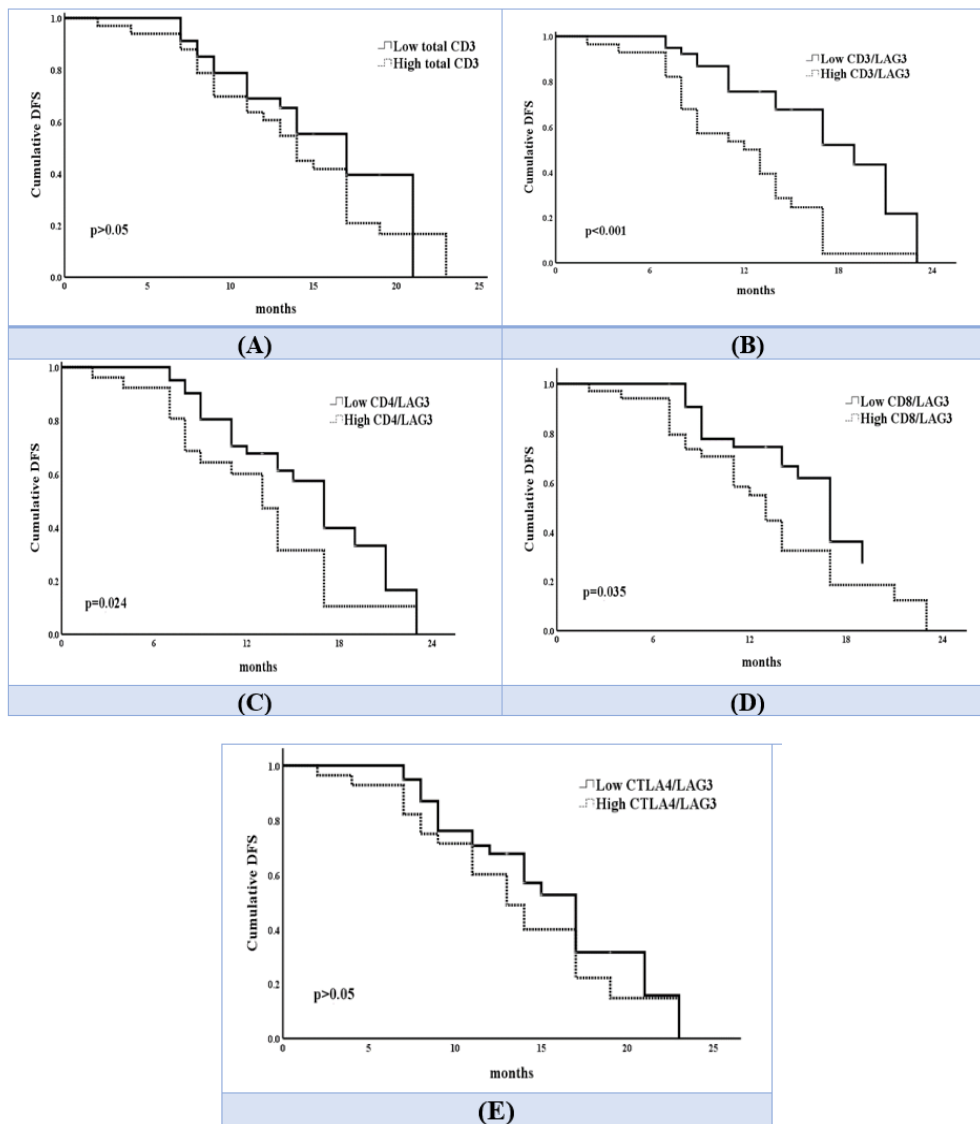 Cumulative DFS
1.0
0.8
0.6
0.4
0.2
0.0
Low total CD3
High total CD3
p>0.05
0 5 10 15 20 25
months
(A)
Cumulative DFS
1.0
0.8
0.6
0.4
0.2
0.0
Low CD3/LAG3
High CD3/LAG3
p<0.001
0 6 12 18 24
months
(B)
Cumulative DFS
1.0
0.8
0.6
0.4
0.2
0.0
Low CD4/LAG3
High CD4/LAG3
p=0.024
0 6 12 18 24
months
(C)
Cumulative DFS
1.0
0.8
0.6
0.4
0.2
0.0
Low CD8/LAG3
High CD8/LAG3
p=0.035
0 6 12 18 24
months
(D)
Cumulative DFS
1.0
0.8
0.6
0.4
0.2
0.0
Low CTLA4/LAG3
High CTLA4/LAG3
p>0.05
0 5 10 15 20 25
months
(E)